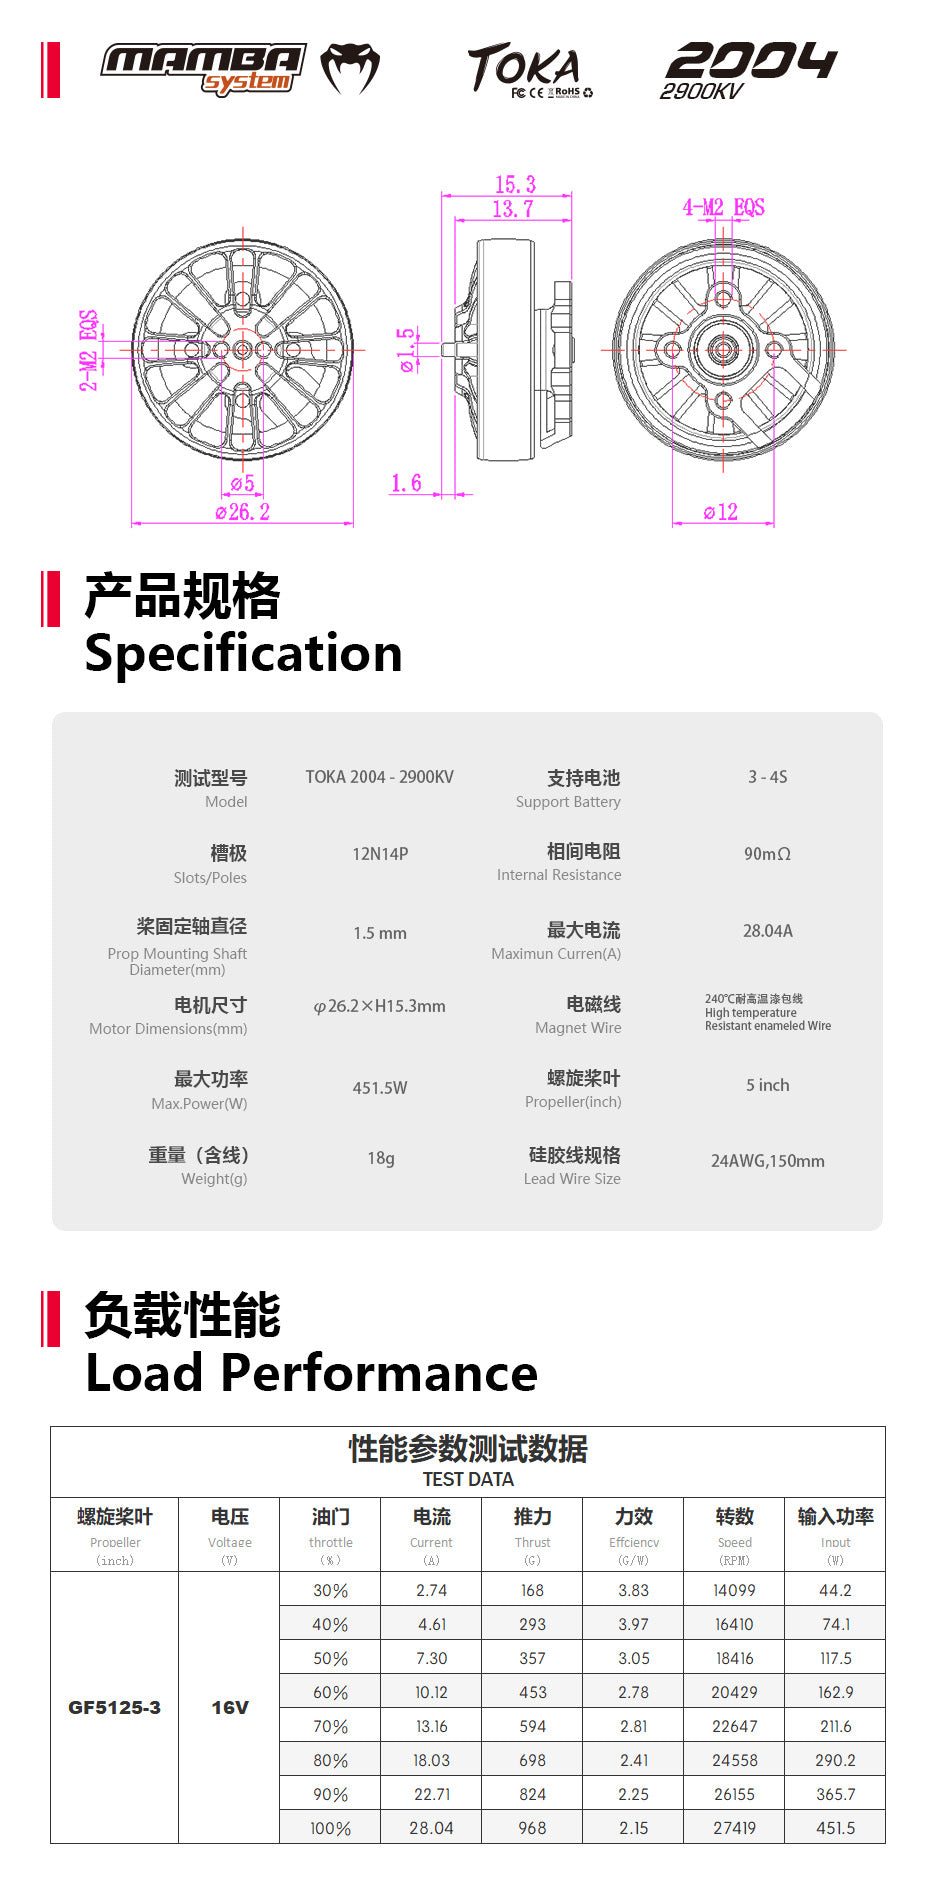 MAMBA
system
TOKA
FC CE RoHS
2004
2900KV
15.3
13.7
4-M2 EQS
2-M2 EQS
⌀1.5
⌀5
1.6
⌀26.2
⌀12
产品规格
Specification
测试型号 TOKA 2004 - 2900KV 支持电池 3 - 4S
Model Support Battery
槽极 12N14P 相间电阻 90mΩ
Slots/Poles Internal Resistance
桨固定轴直径 1.5 mm 最大电流 28.04A
Prop Mounting Shaft Maximun Curren(A)
Diameter(mm)
电机尺寸 φ26.2×H15.3mm 电磁线 240℃耐高温漆包线
High temperature
Motor Dimensions(mm) Magnet Wire Resistant enameled Wire
最大功率 451.5W 螺旋桨叶 5 inch
Max.Power(W) Propeller(inch)
重量（含线） 18g 硅胶线规格 24AWG,150mm
Weight(g) Lead Wire Size
负载性能
Load Performance
性能参数测试数据
TEST DATA
螺旋桨叶 电压 油门 电流 推力 力效 转数 输入功率
Propeller Voltage throttle Current Thrust Effciency Speed Input
(inch) (V) (%) (A) (G) (G/W) (RPM) (W)
30% 2.74 168 3.83 14099 44.2
40% 4.61 293 3.97 16410 74.1
50% 7.30 357 3.05 18416 117.5
60% 10.12 453 2.78 20429 162.9
GF5125-3 16V
70% 13.16 594 2.81 22647 211.6
80% 18.03 698 2.41 24558 290.2
90% 22.71 824 2.25 26155 365.7
100% 28.04 968 2.15 27419 451.5